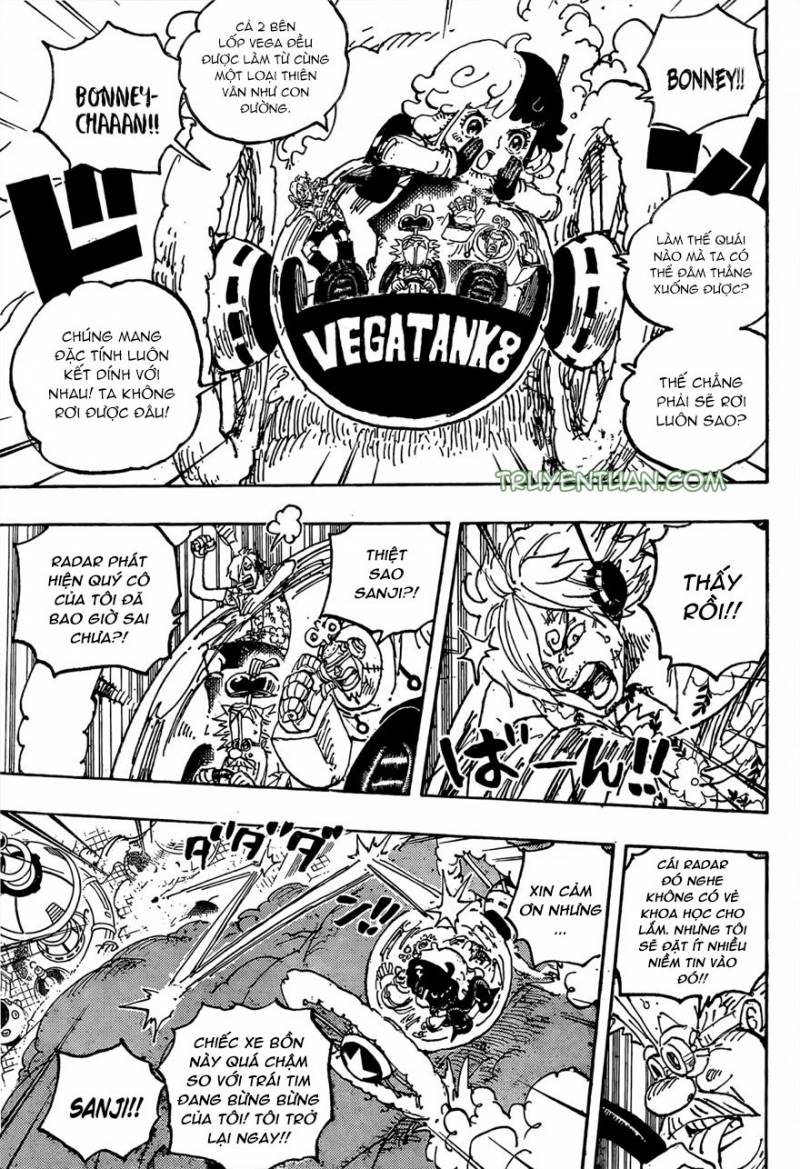 BONNEY!!
CẢ 2 BÊN
LỐP VEGA ĐỀU
ĐƯỢC LÀM TỪ CÙNG
MỘT LOẠI THIÊN
VÂN NHƯ CON
ĐƯỜNG.
BONNEY-
CHAAAN!!
LÀM THẾ QUÁI
NÀO MÀ TA CÓ
THỂ ĐÂM THẲNG
XUỐNG ĐƯỢC?
THẾ CHẲNG
PHẢI SẼ RƠI
LUÔN SAO?
CHÚNG MANG
ĐẶC TÍNH LUÔN
KẾT DÍNH VỚI
NHAU! TA KHÔNG
RƠI ĐƯỢC ĐÂU!
ド
VEGATANK8
TRUYENTUAN.COM
THẤY
RỒI!!
ばーん!!
THIỆT
SAO
SANJI?!
RADAR PHÁT
HIỆN QUÝ CÔ
CỦA TÔI ĐÃ
BAO GIỜ SAI
CHƯA?!
CÁI RADAR
ĐÓ NGHE
KHÔNG CÓ VẺ
KHOA HỌC CHO
LẮM. NHƯNG TÔI
SẼ ĐẶT ÍT NHIỀU
NIỀM TIN VÀO
ĐÓ!!
XIN CẢM
ƠN NHƯNG
...
ダダダ
ン!!
CHIẾC XE BỒN
NÀY QUÁ CHẬM
SO VỚI TRÁI TIM
ĐANG BỪNG BỪNG
CỦA TÔI! TÔI TRỞ
LẠI NGAY!!
SANJI!!